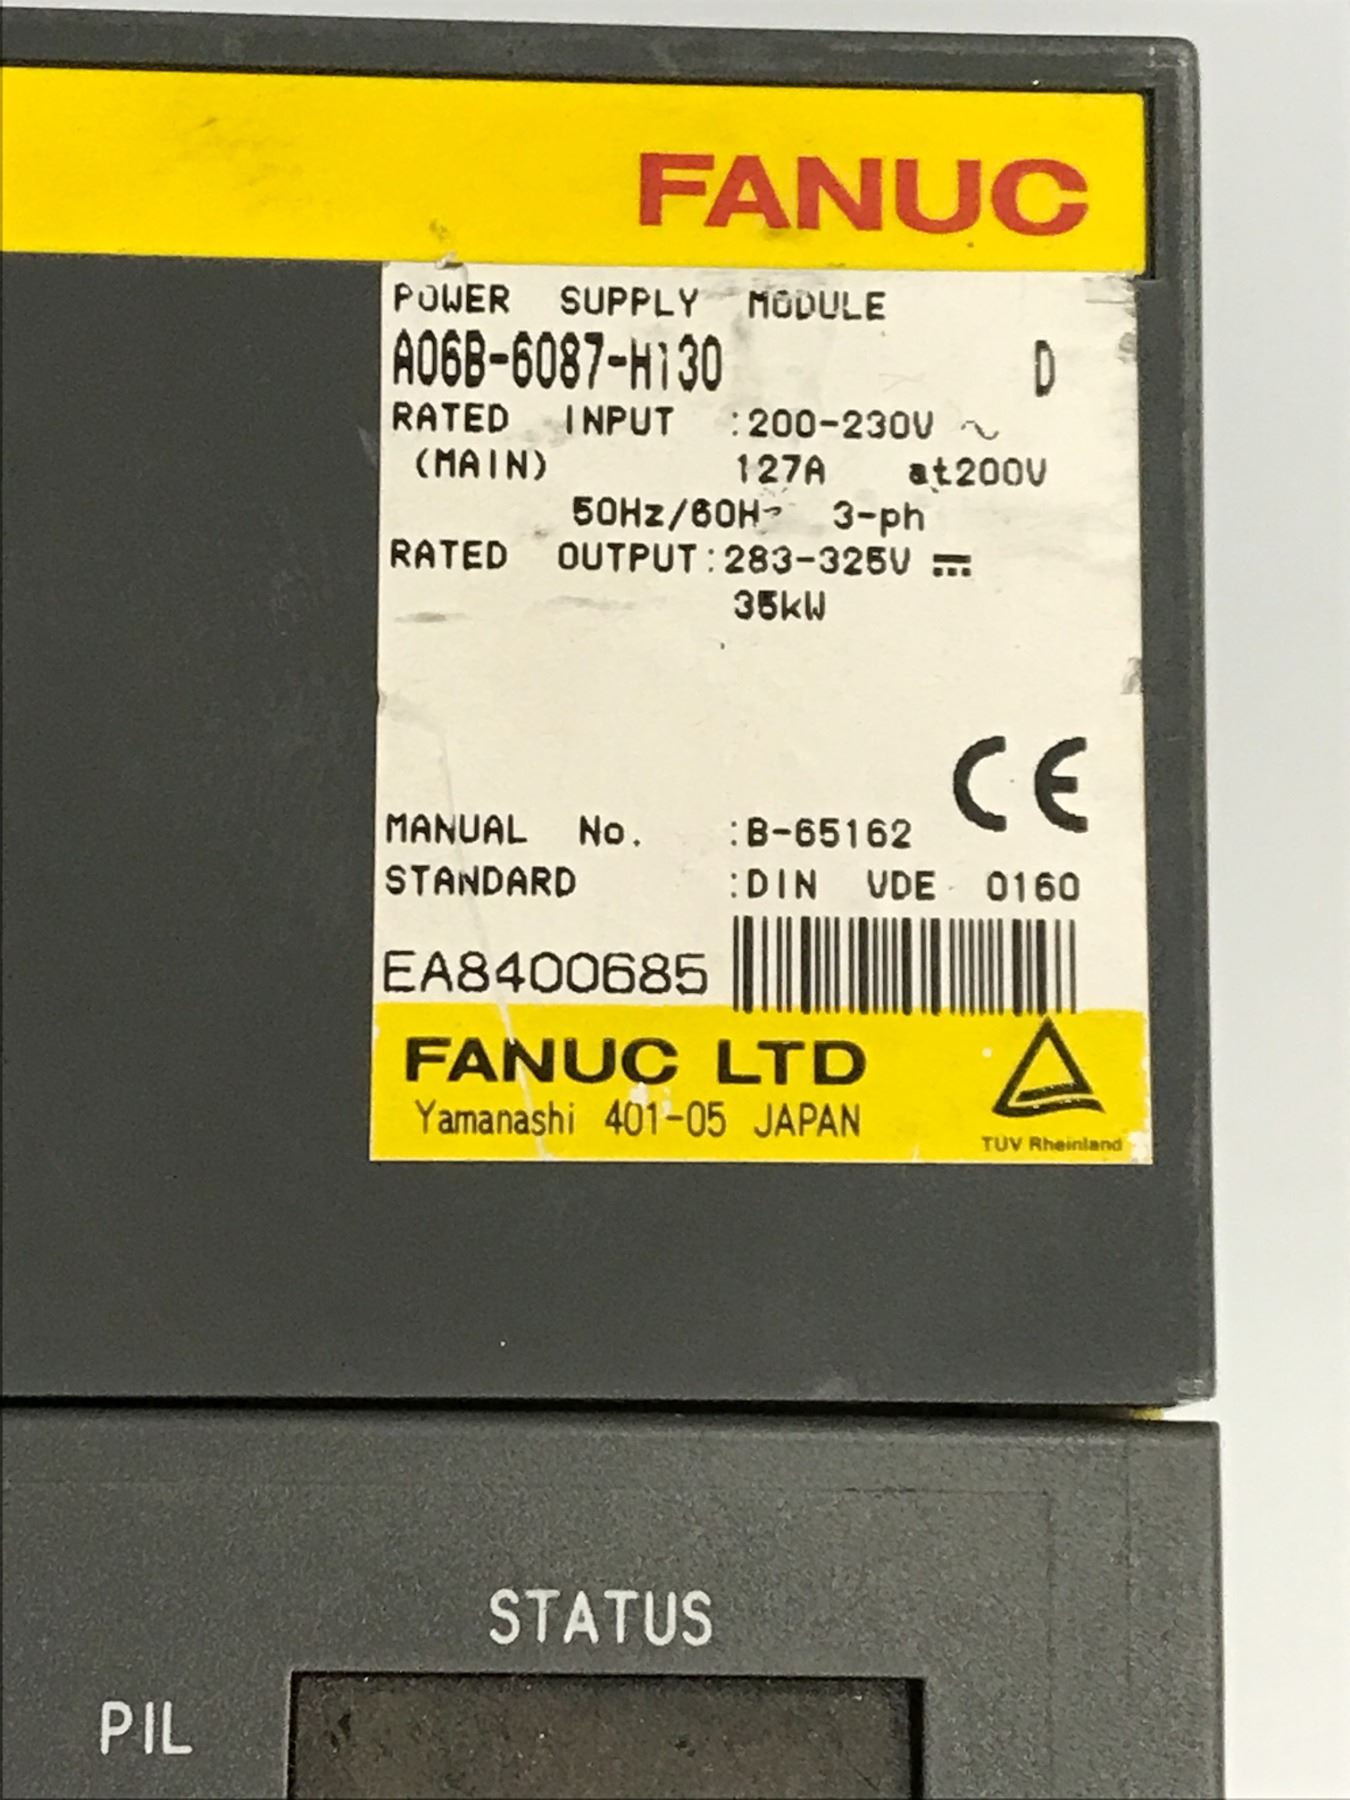 FANUC
POWER SUPPLY MODULE
A06B-6087-H130 D
RATED INPUT :200-230V ~
(MAIN) 127A at200V
50Hz/60Hz 3-ph
RATED OUTPUT:283-325V ⎓
35kW
CE
MANUAL No. :B-65162
STANDARD :DIN VDE 0160
EA8400685
FANUC LTD
Yamanashi 401-05 JAPAN
TUV Rheinland
STATUS
PIL